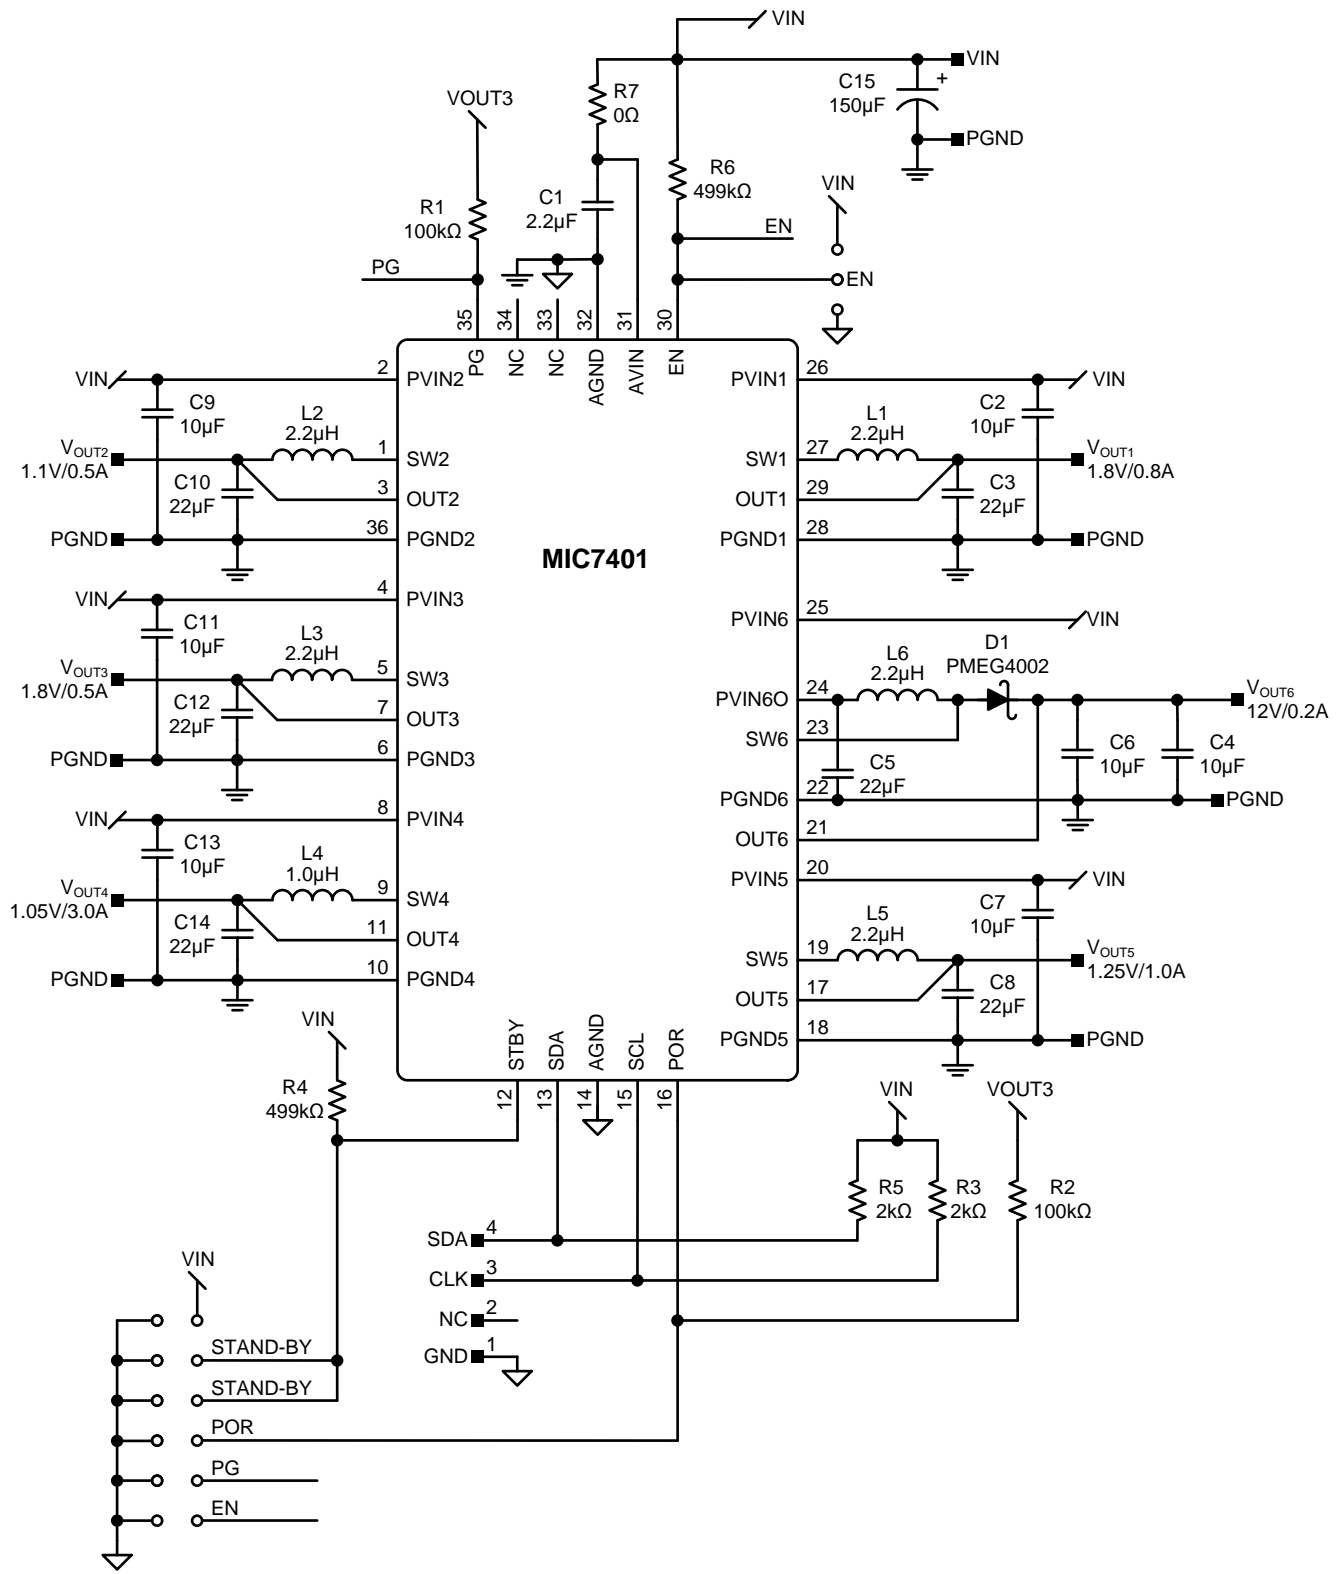 VIN
VIN
C15
+
150µF
PGND
R7
0Ω
VOUT3
R6
499kΩ
VIN
C1
2.2µF
R1
100kΩ
EN
PG
EN
35
34
33
32
31
30
PG
NC
NC
AGND
AVIN
EN
VIN
2
PVIN2
C9
10µF
L2
2.2µH
VOUT2
1.1V/0.5A
1
SW2
C10
22µF
3
OUT2
PGND
36
PGND2
VIN
4
PVIN3
C11
10µF
L3
2.2µH
VOUT3
1.8V/0.5A
5
SW3
C12
22µF
7
OUT3
PGND
6
PGND3
VIN
8
PVIN4
C13
10µF
L4
1.0µH
VOUT4
1.05V/3.0A
9
SW4
C14
22µF
11
OUT4
PGND
10
PGND4
MIC7401
PVIN1
26
VIN
C2
10µF
L1
2.2µH
SW1
27
VOUT1
1.8V/0.8A
OUT1
29
C3
22µF
PGND1
28
PGND
PVIN6
25
VIN
D1
PMEG4002
L6
2.2µH
PVIN6O
24
VOUT6
12V/0.2A
SW6
23
C5
22µF
C6
10µF
C4
10µF
PGND6
22
PGND
OUT6
21
PVIN5
20
VIN
C7
10µF
L5
2.2µH
SW5
19
VOUT5
1.25V/1.0A
OUT5
17
C8
22µF
PGND5
18
PGND
STBY
SDA
AGND
SCL
POR
12
13
14
15
16
VIN
R4
499kΩ
VIN
VOUT3
R5
2kΩ
R3
2kΩ
R2
100kΩ
SDA
4
CLK
3
NC
2
GND
1
VIN
STAND-BY
STAND-BY
POR
PG
EN